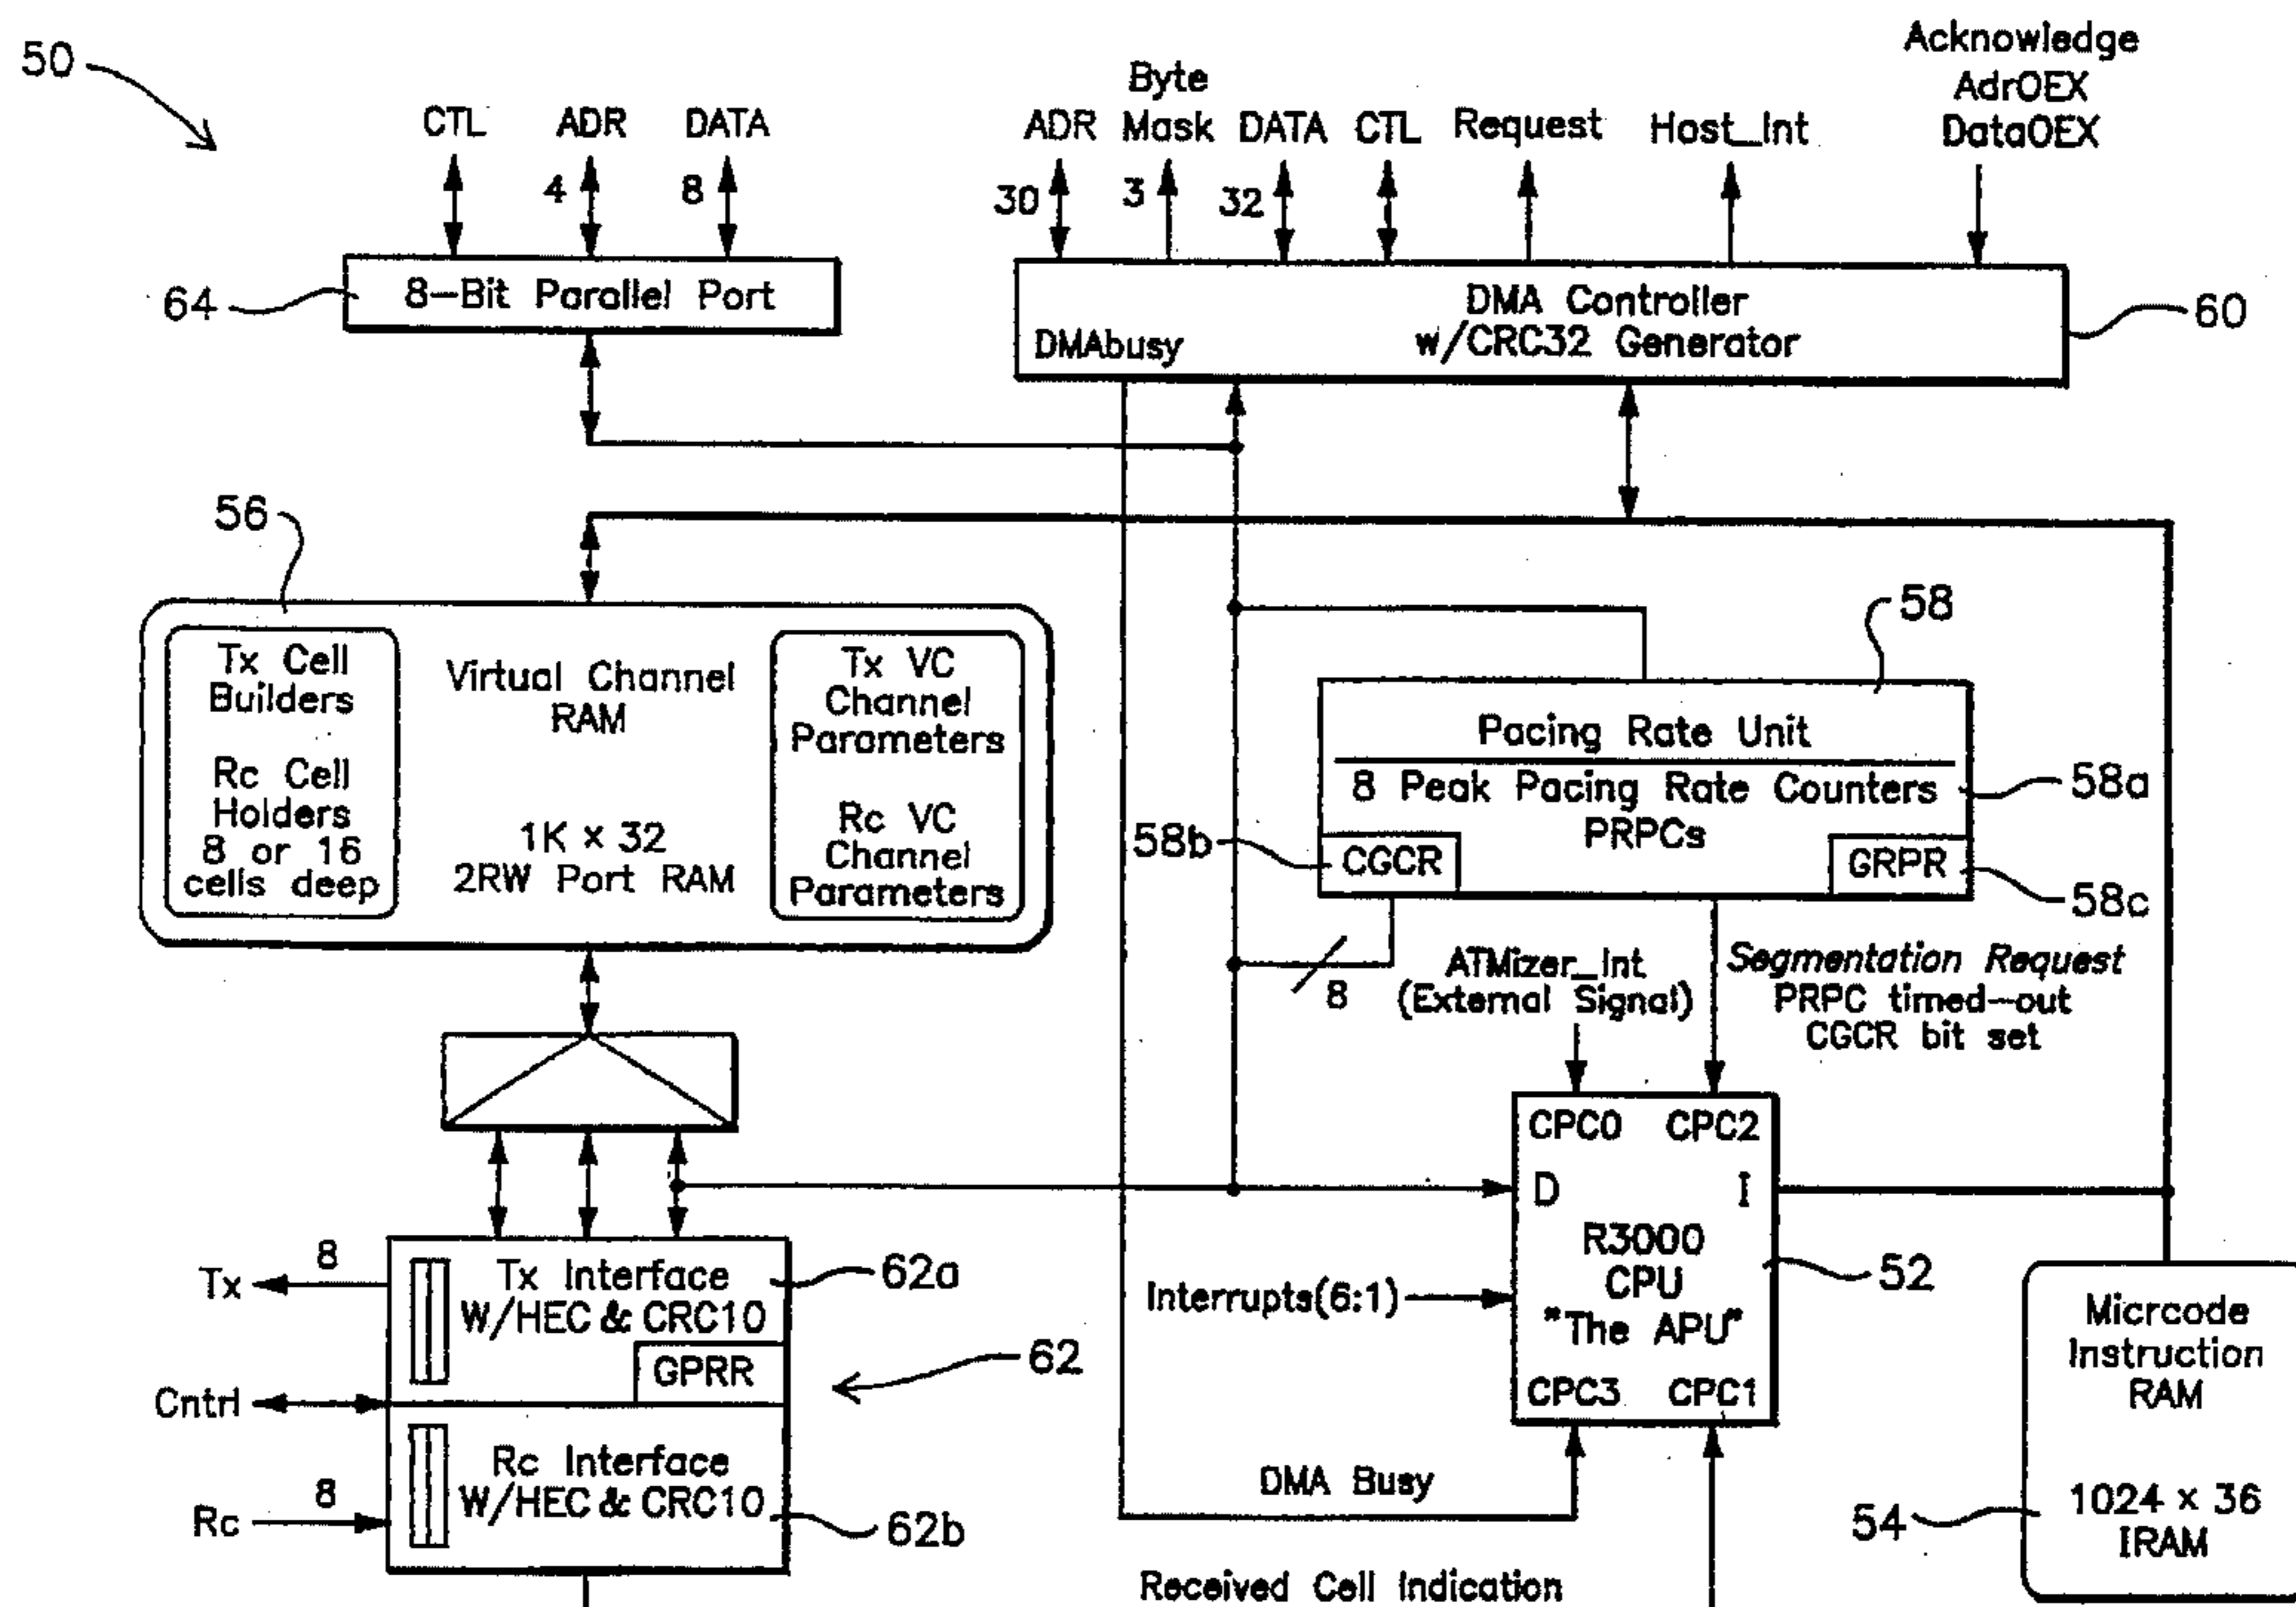 50
CTL ADR DATA
4 8
8-Bit Parallel Port
64
Acknowledge
AdrOEX
DataOEX
Byte
ADR Mask DATA CTL Request Host_Int
30 3 32
DMA Controller
w/CRC32 Generator
DMAbusy
60
56
Tx Cell
Builders
Rc Cell
Holders
8 or 16
cells deep
Virtual Channel
RAM
1K × 32
2RW Port RAM
Tx VC
Channel
Parameters
Rc VC
Channel
Parameters
58
Pacing Rate Unit
8 Peak Pacing Rate Counters
PRPCs
58a
58b
CGCR
GRPR
58c
8
ATMizer_Int
(External Signal)
Segmentation Request
PRPC timed-out
CGCR bit set
CPC0 CPC2
D I
R3000
CPU
"The APU"
CPC3 CPC1
52
Interrupts(6:1)
DMA Busy
Received Cell Indication
Tx
8
Tx Interface
W/HEC & CRC10
62a
GPRR
62
Cntrl
Rc Interface
W/HEC & CRC10
8
Rc
62b
Micrcode
Instruction
RAM
1024 × 36
IRAM
54